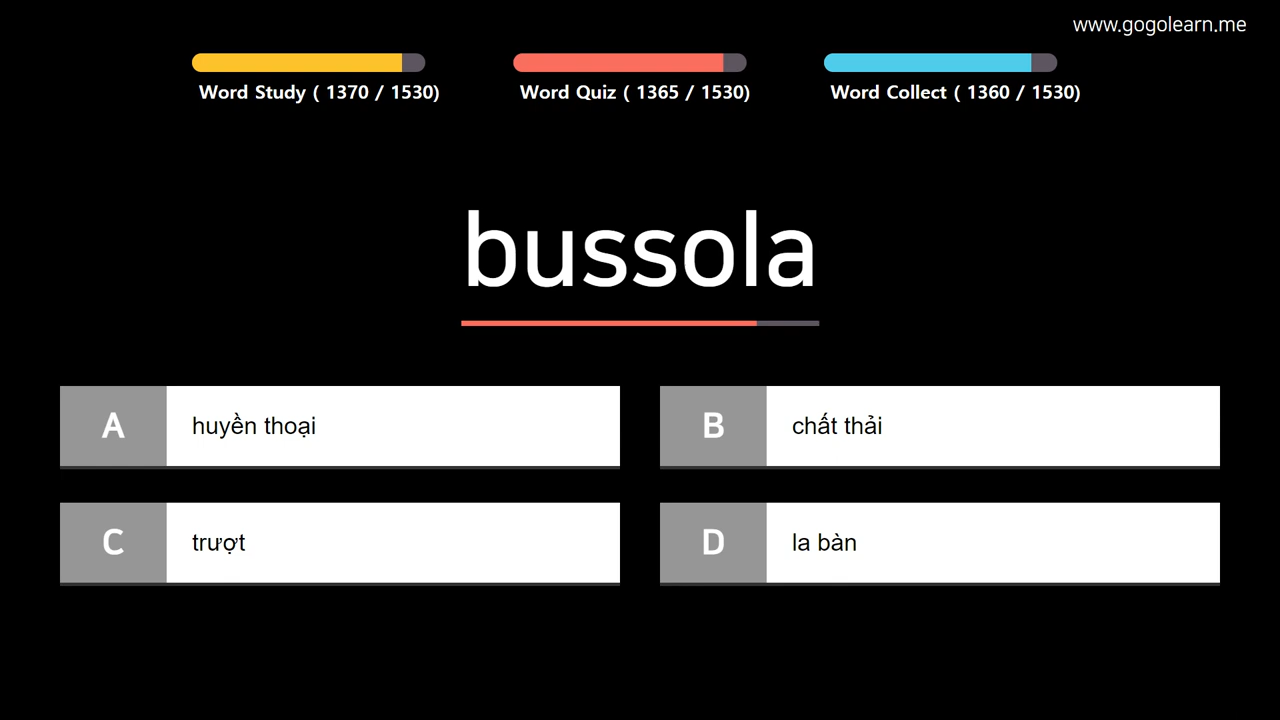 www.gogolearn.me
Word Study ( 1370 / 1530)
Word Quiz ( 1365 / 1530)
Word Collect ( 1360 / 1530)
bussola
A huyền thoại
B chất thải
C trượt
D la bàn